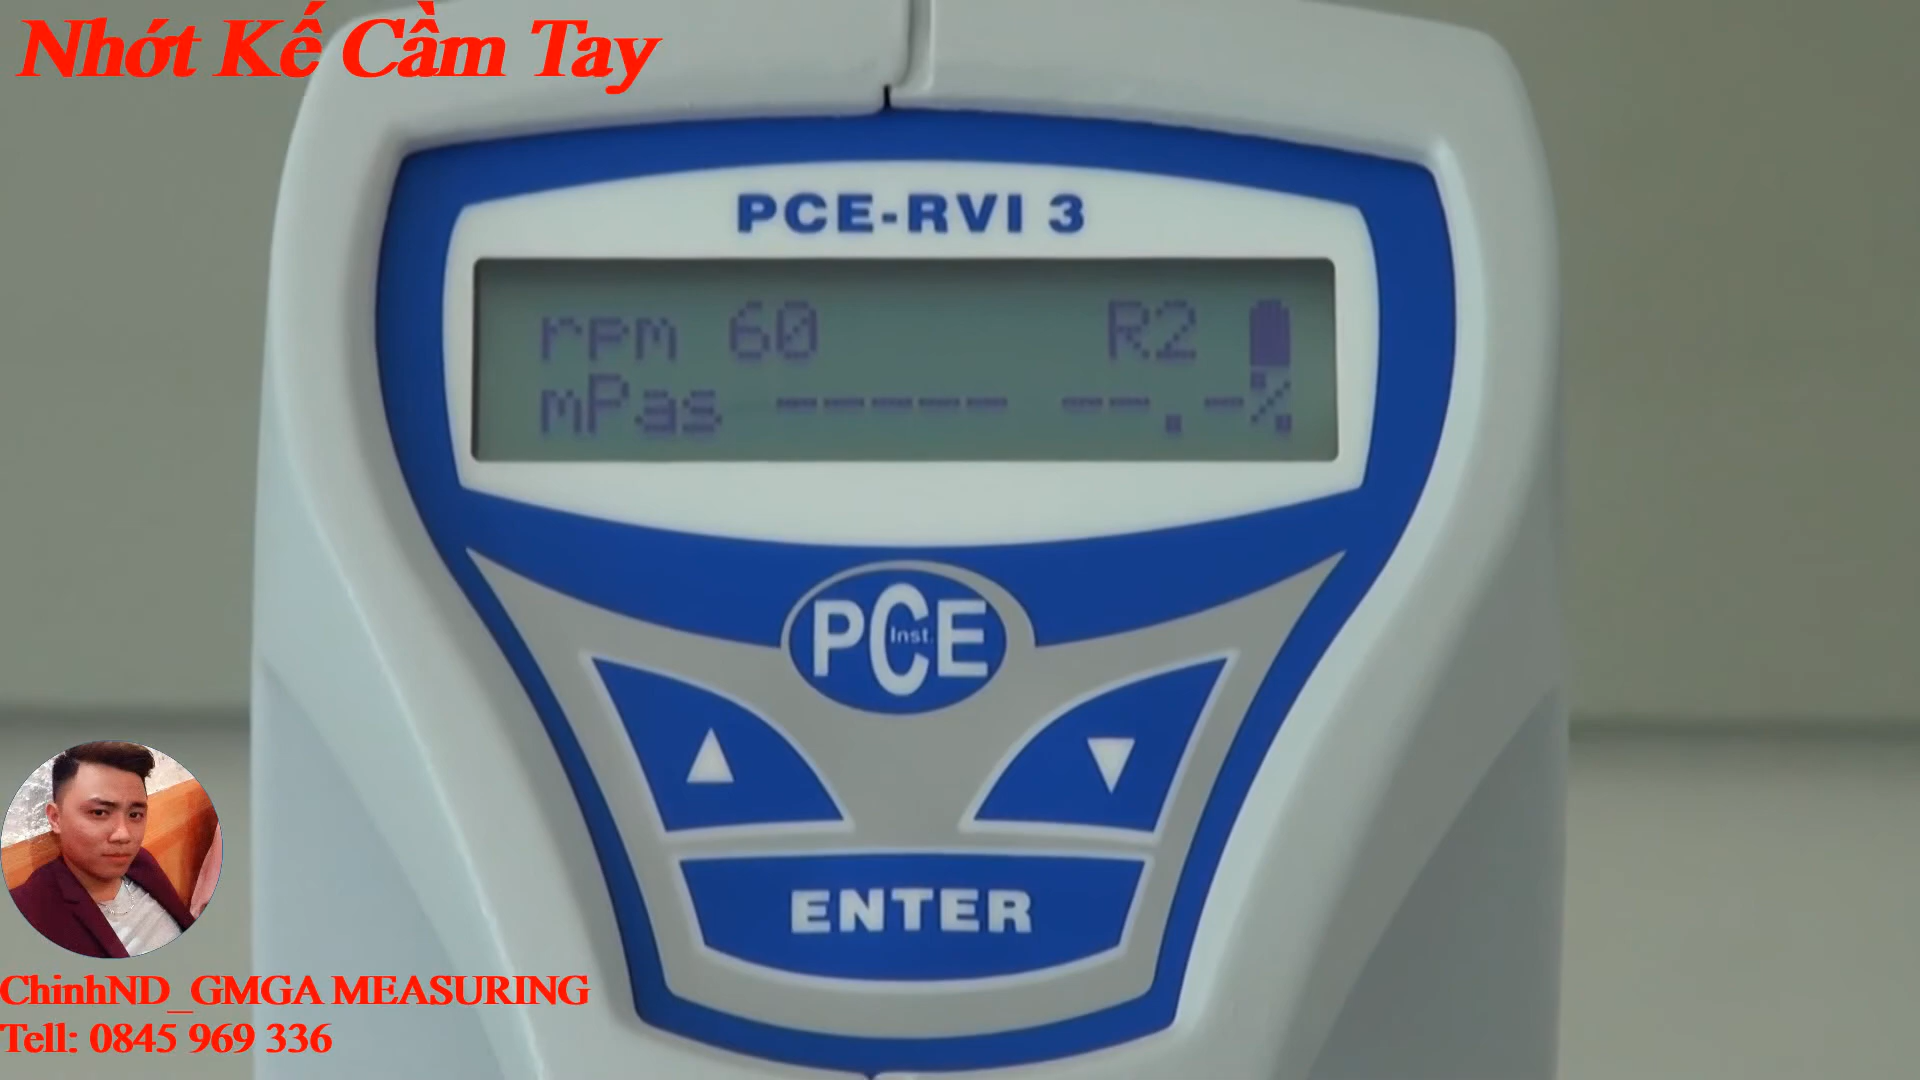 Nhớt Kế Cầm Tay
PCE-RVI 3
rpm 60 R2
mPas ----- --.-%
PCE
Inst.
ENTER
ChinhND_GMGA MEASURING
Tell: 0845 969 336